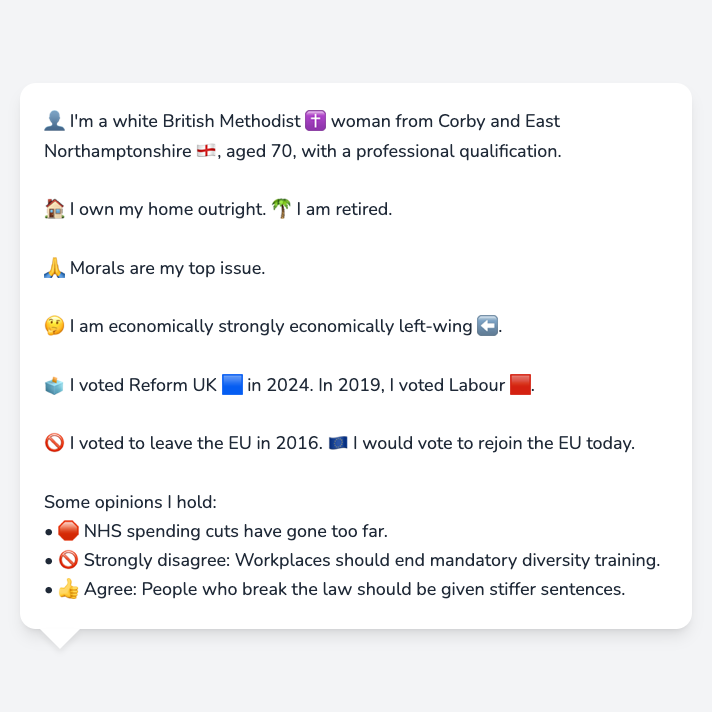 👤 I'm a white British Methodist ✝️ woman from Corby and East
Northamptonshire 🏴󠁧󠁢󠁥󠁮󠁧󠁿, aged 70, with a professional qualification.
🏠 I own my home outright. 🌴 I am retired.
🙏 Morals are my top issue.
🤔 I am economically strongly economically left-wing ⬅️.
🗳️ I voted Reform UK 🟦 in 2024. In 2019, I voted Labour 🟥.
🚫 I voted to leave the EU in 2016. 🇪🇺 I would vote to rejoin the EU today.
Some opinions I hold:
• 🛑 NHS spending cuts have gone too far.
• 🚫 Strongly disagree: Workplaces should end mandatory diversity training.
• 👍 Agree: People who break the law should be given stiffer sentences.